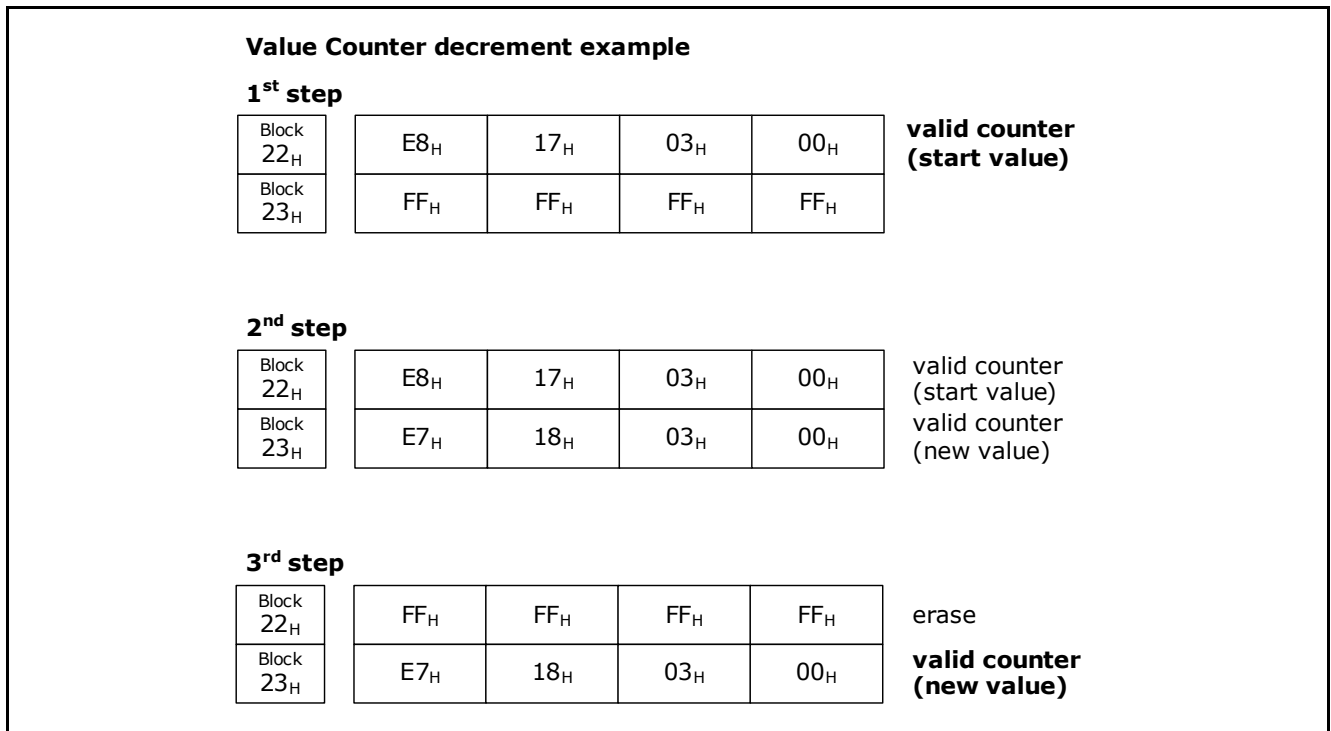 Value Counter decrement example
1st step
Block 22H E8H 17H 03H 00H valid counter (start value)
Block 23H FFH FFH FFH FFH
2nd step
Block 22H E8H 17H 03H 00H valid counter (start value)
Block 23H E7H 18H 03H 00H valid counter (new value)
3rd step
Block 22H FFH FFH FFH FFH erase
Block 23H E7H 18H 03H 00H valid counter (new value)